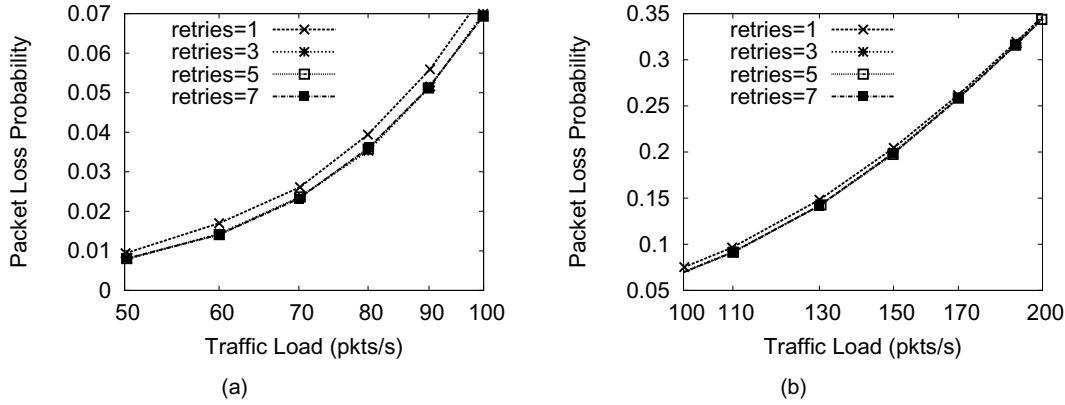 0.07
0.06
0.05
0.04
0.03
0.02
0.01
0
Packet Loss Probability
retries=1
retries=3
retries=5
retries=7
50 60 70 80 90 100
Traffic Load (pkts/s)
(a)
0.35
0.3
0.25
0.2
0.15
0.1
0.05
Packet Loss Probability
retries=1
retries=3
retries=5
retries=7
100 110 130 150 170 200
Traffic Load (pkts/s)
(b)